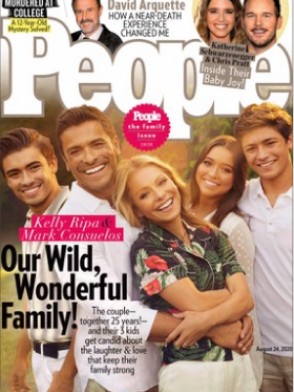 MURDERED AT
COLLEGE
A 12-Year-Old
Mystery Solved!
David Arquette
HOW A NEAR-DEATH
EXPERIENCE
CHANGED ME
Katherine
Schwarzenegger
& Chris Pratt
Inside Their
Baby Joy!
People
People
the family
issue
2020
Kelly Ripa &
Mark Consuelos
Our Wild,
Wonderful
Family!
The couple—
together 25 years!—
and their 3 kids
get candid about
the laughter & love
that keep their
family strong
August 24, 2020